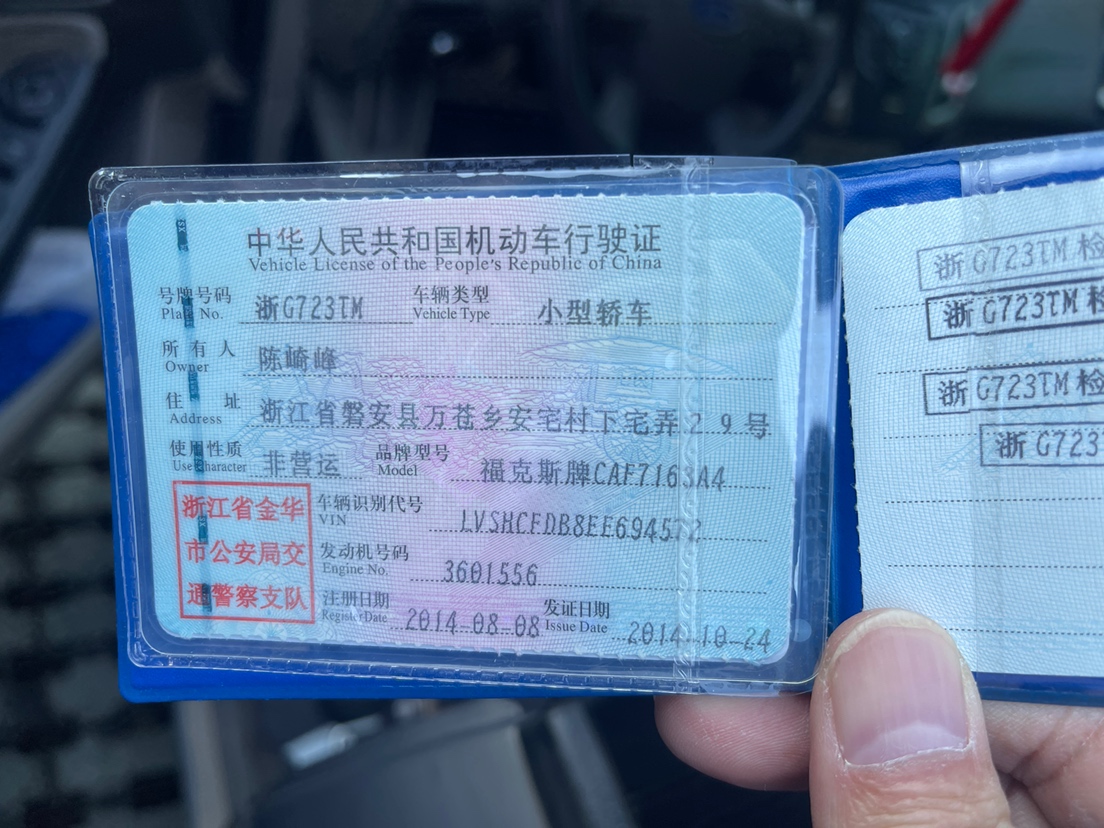 中华人民共和国机动车行驶证
Vehicle License of the People's Republic of China
号牌号码 浙G723TM 车辆类型 小型轿车
Plate No. Vehicle Type
所有人 陈崎峰
Owner
住址 浙江省磐安县万苍乡安宅村下宅弄29号
Address
使用性质 非营运 品牌型号 福克斯牌CAF7163A4
Use Character Model
浙江省金华
市公安局交
通警察支队
车辆识别代号 LVSHCFDB8EE694572
VIN
发动机号码 3601556
Engine No.
注册日期 2014-08-08 发证日期 2014-10-24
Register Date Issue Date
浙G723TM检
浙G723TM检
浙G723TM检
浙G723T